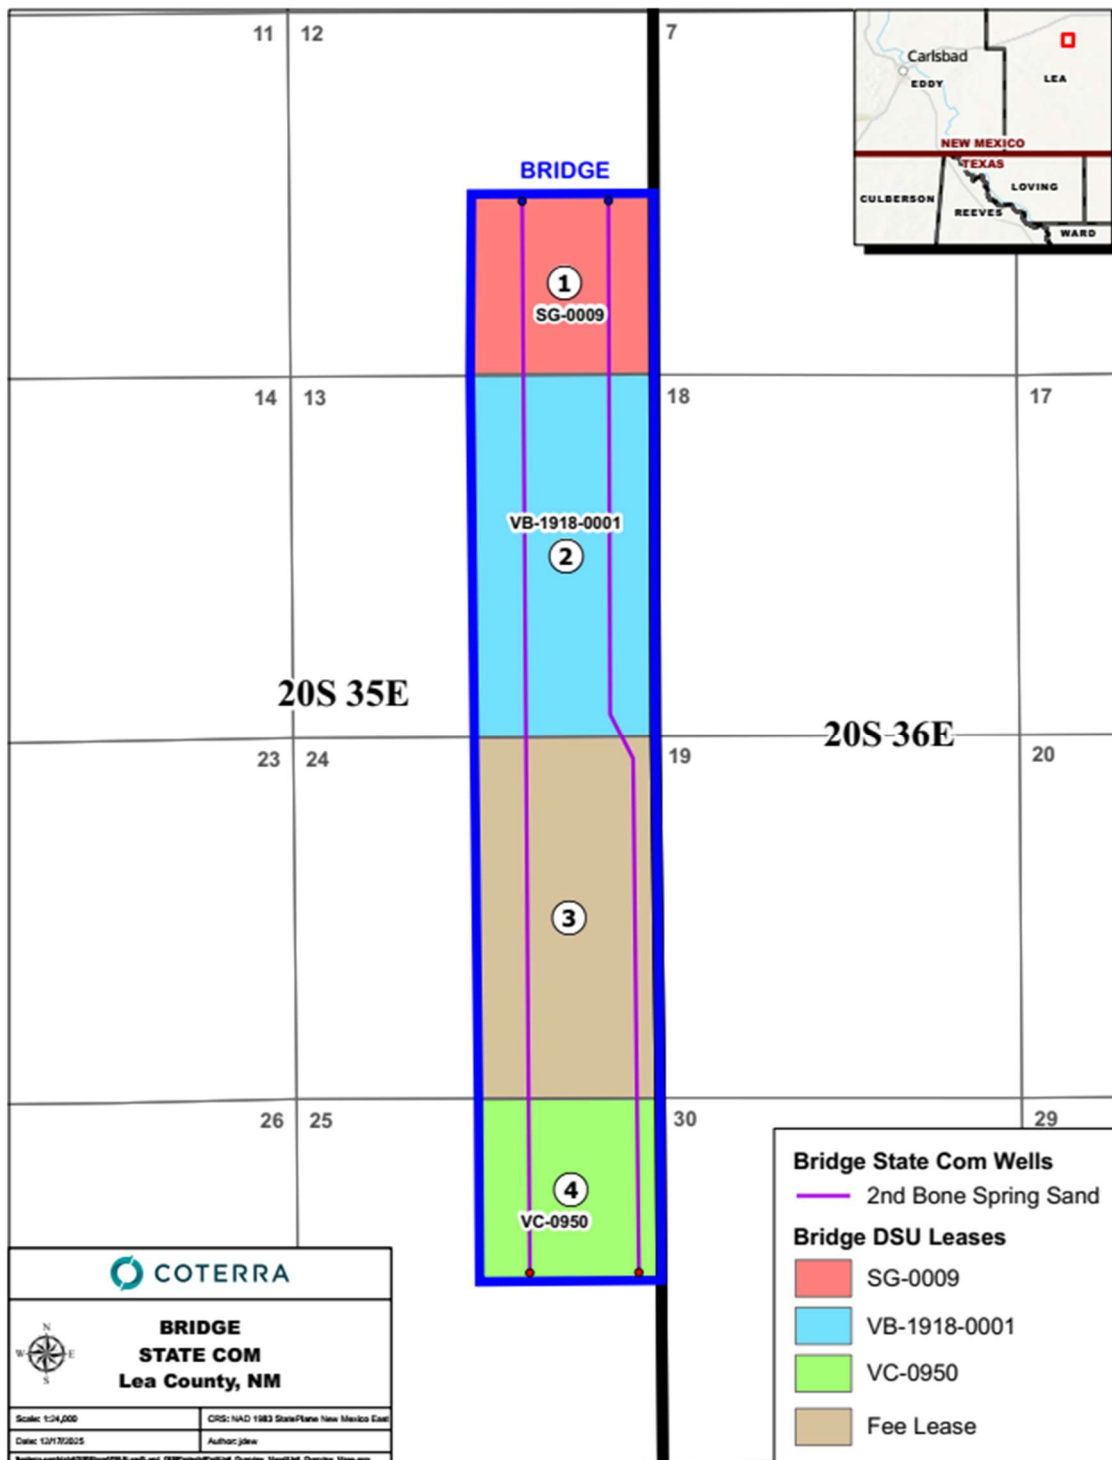 11
12
7
Carlsbad
EDDY
LEA
NEW MEXICO
TEXAS
CULBERSON
LOVING
REEVES
WARD
BRIDGE
1
SG-0009
14
13
18
17
VB-1918-0001
2
20S 35E
20S 36E
23
24
19
20
3
26
25
30
29
4
VC-0950
Bridge State Com Wells
2nd Bone Spring Sand
Bridge DSU Leases
SG-0009
VB-1918-0001
VC-0950
Fee Lease
COTERRA
N
W
E
S
BRIDGE
STATE COM
Lea County, NM
Scale: 1:24,000
CRS: NAD 1983 StatePlane New Mexico East
Date: 12/17/2025
Author: jdew